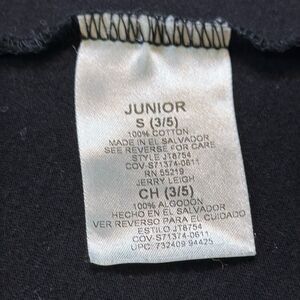 JUNIOR
S (3/5)
100% COTTON
MADE IN EL SALVADOR
SEE REVERSE FOR CARE
STYLE JT8754
COV-S71374-0611
RN 55219
JERRY LEIGH
CH (3/5)
100% ALGODON
HECHO EN EL SALVADOR
VER REVERSO PARA EL CUIDADO
ESTILO JT8754
COV-S71374-0611
UPC: 732409 94425